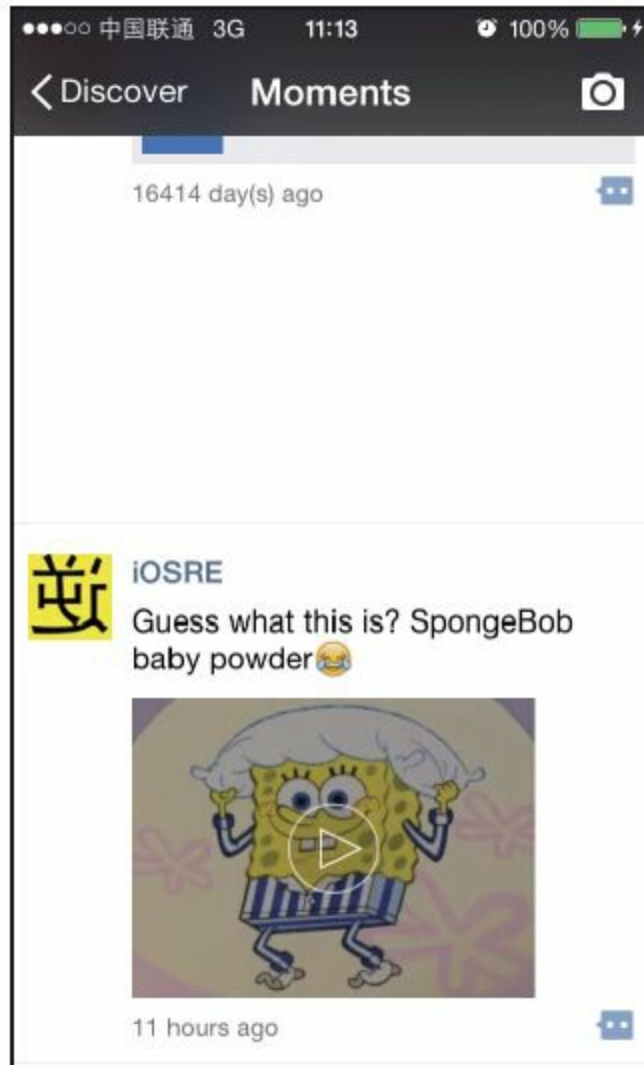 中国联通 3G 11:13 100%
Discover Moments
16414 day(s) ago
逆
iOSRE
Guess what this is? SpongeBob
baby powder😂
11 hours ago